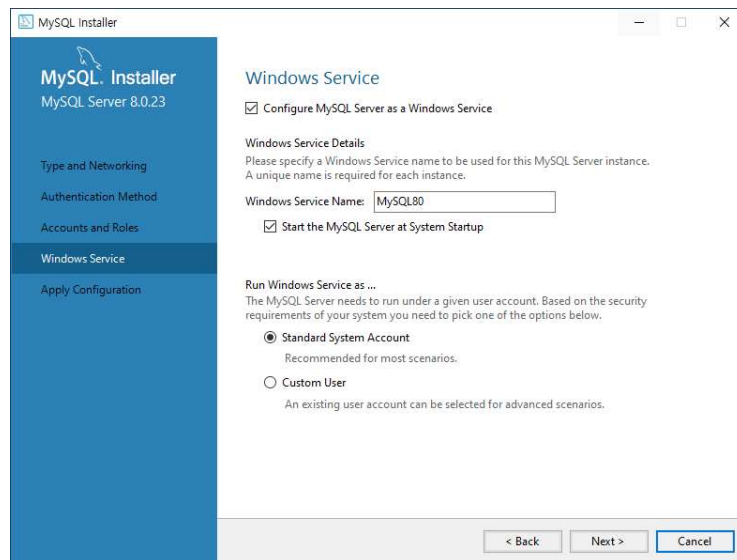 MySQL Installer
MySQL. Installer
MySQL Server 8.0.23
Type and Networking
Authentication Method
Accounts and Roles
Windows Service
Apply Configuration
Windows Service
Configure MySQL Server as a Windows Service
Windows Service Details
Please specify a Windows Service name to be used for this MySQL Server instance.
A unique name is required for each instance.
Windows Service Name: MySQL80
Start the MySQL Server at System Startup
Run Windows Service as ...
The MySQL Server needs to run under a given user account. Based on the security
requirements of your system you need to pick one of the options below.
Standard System Account
Recommended for most scenarios.
Custom User
An existing user account can be selected for advanced scenarios.
< Back Next > Cancel